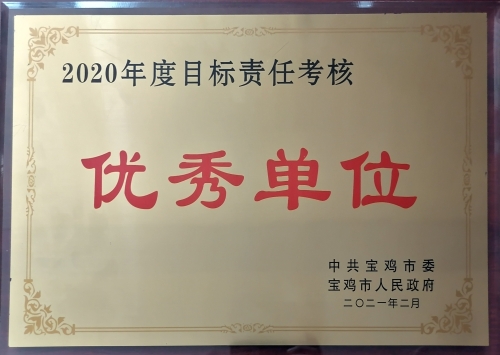 2020年度目标责任考核
优秀单位
中共宝鸡市委
宝鸡市人民政府
二〇二一年二月